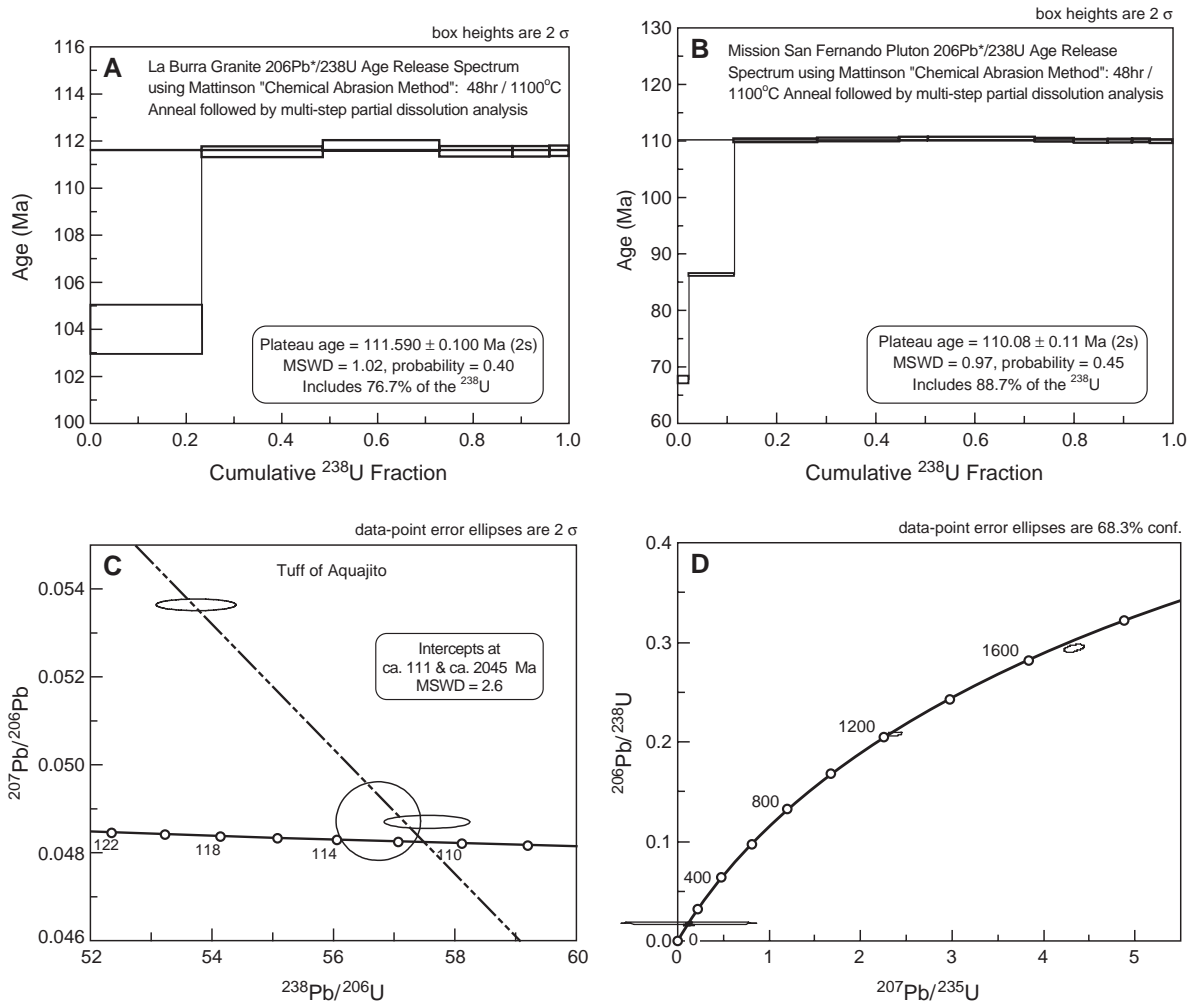 box heights are 2 σ
A
La Burra Granite 206Pb*/238U Age Release Spectrum
using Mattinson "Chemical Abrasion Method": 48hr / 1100°C
Anneal followed by multi-step partial dissolution analysis
116
114
112
110
108
106
104
102
100
Age (Ma)
Plateau age = 111.590 ± 0.100 Ma (2s)
MSWD = 1.02, probability = 0.40
Includes 76.7% of the ²³⁸U
0.0 0.2 0.4 0.6 0.8 1.0
Cumulative ²³⁸U Fraction
box heights are 2 σ
B
Mission San Fernando Pluton 206Pb*/238U Age Release
Spectrum using Mattinson "Chemical Abrasion Method": 48hr /
1100°C Anneal followed by multi-step partial dissolution analysis
130
120
110
100
90
80
70
60
Age (Ma)
Plateau age = 110.08 ± 0.11 Ma (2s)
MSWD = 0.97, probability = 0.45
Includes 88.7% of the ²³⁸U
0.0 0.2 0.4 0.6 0.8 1.0
Cumulative ²³⁸U Fraction
data-point error ellipses are 2 σ
C
Tuff of Aquajito
0.054
0.052
0.050
0.048
0.046
²⁰⁷Pb/²⁰⁶Pb
Intercepts at
ca. 111 & ca. 2045 Ma
MSWD = 2.6
122 118 114 110
52 54 56 58 60
²³⁸Pb/²⁰⁶U
data-point error ellipses are 68.3% conf.
D
0.4
0.3
0.2
0.1
0.0
²⁰⁶Pb/²³⁸U
1600
1200
800
400
0
0 1 2 3 4 5
²⁰⁷Pb/²³⁵U